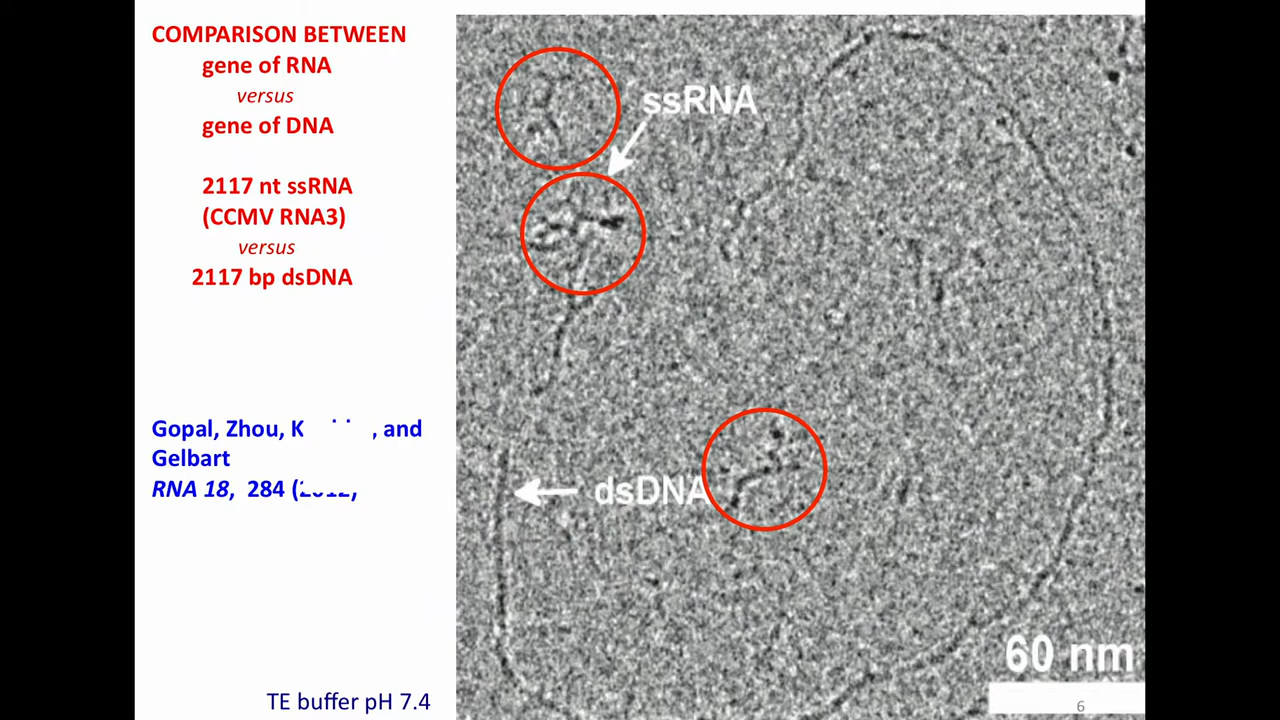 COMPARISON BETWEEN
gene of RNA
versus
gene of DNA
2117 nt ssRNA
(CCMV RNA3)
versus
2117 bp dsDNA
Gopal, Zhou, , and
Gelbart
RNA 18, 284
TE buffer pH 7.4
ssRNA
dsDNA
60 nm
6